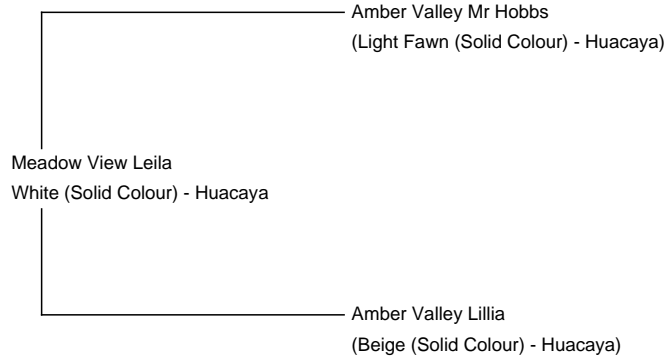 Amber Valley Mr Hobbs
(Light Fawn (Solid Colour) - Huacaya)
Meadow View Leila
White (Solid Colour) - Huacaya
Amber Valley Lillia
(Beige (Solid Colour) - Huacaya)